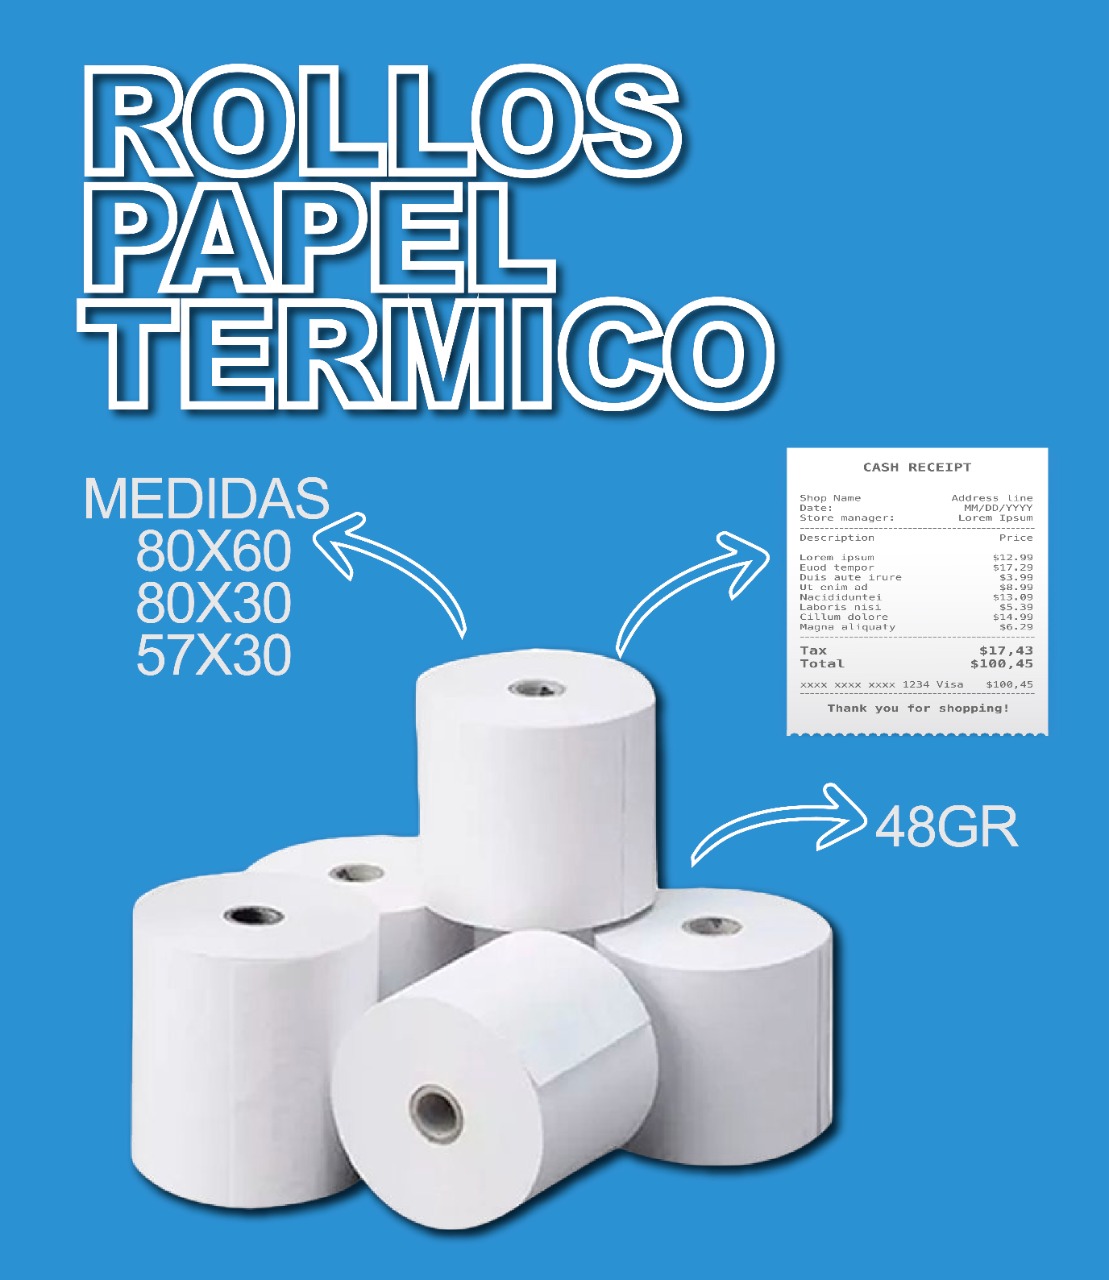 ROLLOS
PAPEL
TERMICO
MEDIDAS
80X60
80X30
57X30
CASH RECEIPT
Shop Name Address line
Date: MM/DD/YYYY
Store manager: Lorem Ipsum
Description Price
Lorem ipsum $12.99
Euod tempor $17.29
Duis aute irure $3.99
Ut enim ad $8.99
Nacididuntei $13.09
Laboris nisi $5.39
Cillum dolore $14.99
Magna aliquaty $6.29
Tax $17,43
Total $100,45
xxxx xxxx xxxx 1234 Visa $100,45
Thank you for shopping!
48GR